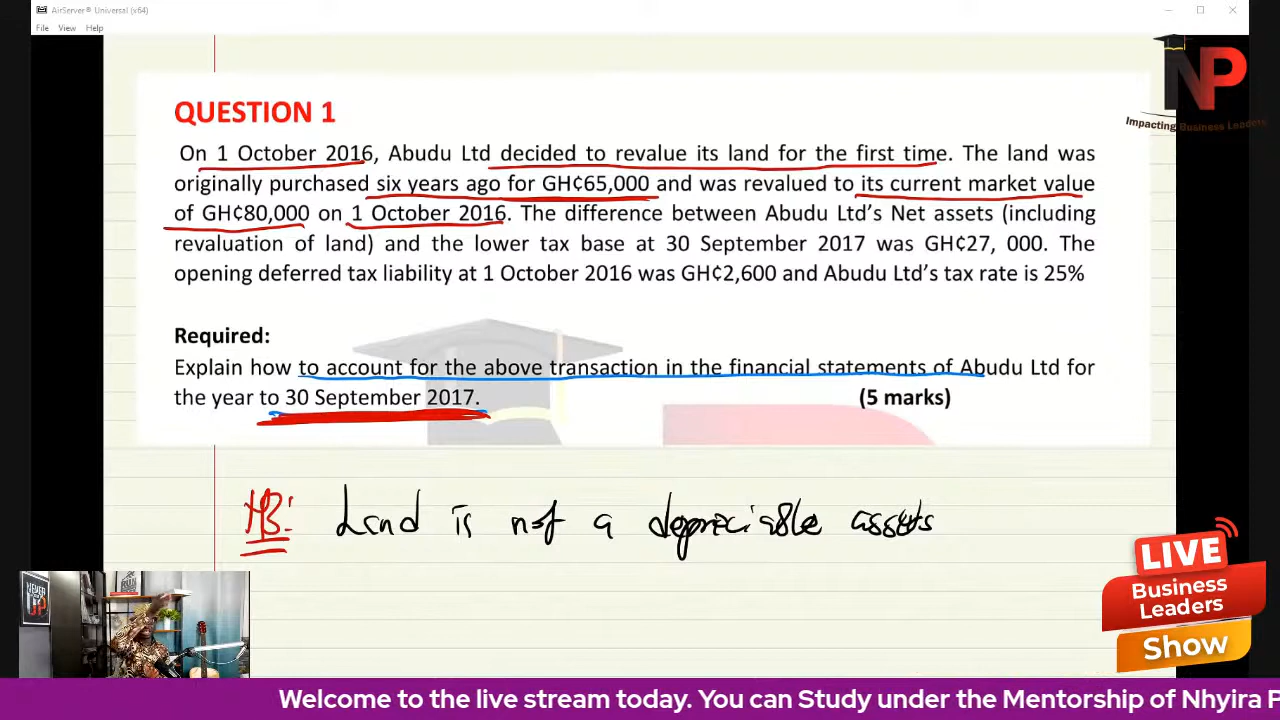 AirServer® Universal (x64)
File View Help
NP
Impacting Business Leaders
QUESTION 1
On 1 October 2016, Abudu Ltd decided to revalue its land for the first time. The land was
originally purchased six years ago for GH¢65,000 and was revalued to its current market value
of GH¢80,000 on 1 October 2016. The difference between Abudu Ltd’s Net assets (including
revaluation of land) and the lower tax base at 30 September 2017 was GH¢27, 000. The
opening deferred tax liability at 1 October 2016 was GH¢2,600 and Abudu Ltd’s tax rate is 25%
Required:
Explain how to account for the above transaction in the financial statements of Abudu Ltd for
the year to 30 September 2017. (5 marks)
NB: Land is not a depreciable assets
LIVE
Business
Leaders
Show
Welcome to the live stream today. You can Study under the Mentorship of Nhyira P